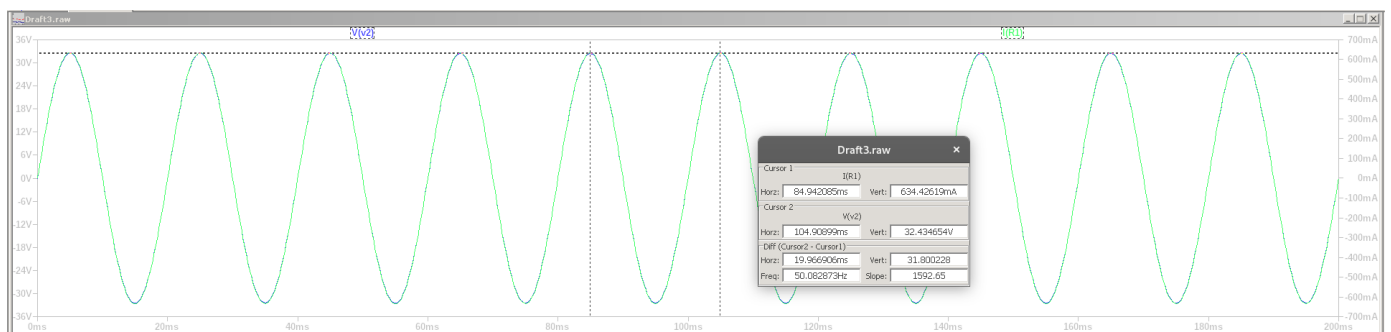 Draft3.raw
V(v2) I(R1)
36V 700mA
30V 600mA
24V 500mA
18V 400mA
12V 300mA
6V 200mA
0V 100mA
-6V 0mA
-12V -100mA
-18V -200mA
-24V -300mA
-30V -400mA
-36V -500mA
-600mA
-700mA
0ms 20ms 40ms 60ms 80ms 100ms 120ms 140ms 160ms 180ms 200ms
Draft3.raw ×
Cursor 1
I(R1)
Horz: 84.942085ms Vert: 634.42619mA
Cursor 2
V(v2)
Horz: 104.90899ms Vert: 32.434654V
Diff (Cursor2 - Cursor1)
Horz: 19.966906ms Vert: 31.800228
Freq: 50.082873Hz Slope: 1592.65